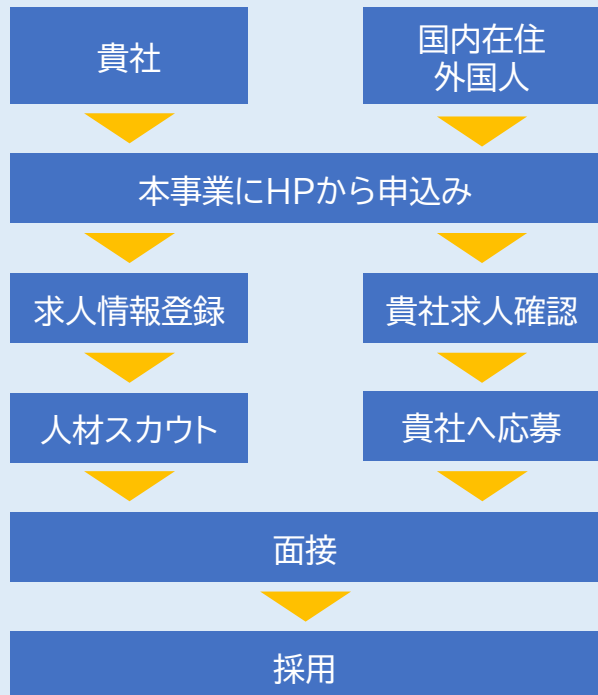 貴社
国内在住
外国人
本事業にHPから申込み
求人情報登録
貴社求人確認
人材スカウト
貴社へ応募
面接
採用